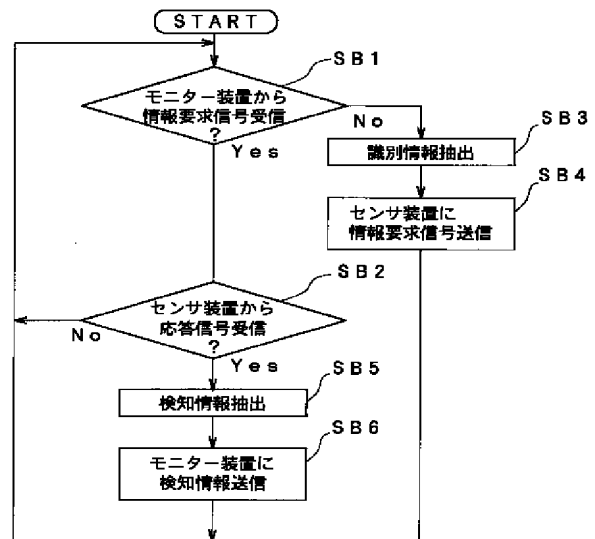 START
SB1
モニター装置から
情報要求信号受信
?
No
Yes
SB3
識別情報抽出
SB4
センサ装置に
情報要求信号送信
SB2
センサ装置から
応答信号受信
?
No
Yes
SB5
検知情報抽出
SB6
モニター装置に
検知情報送信